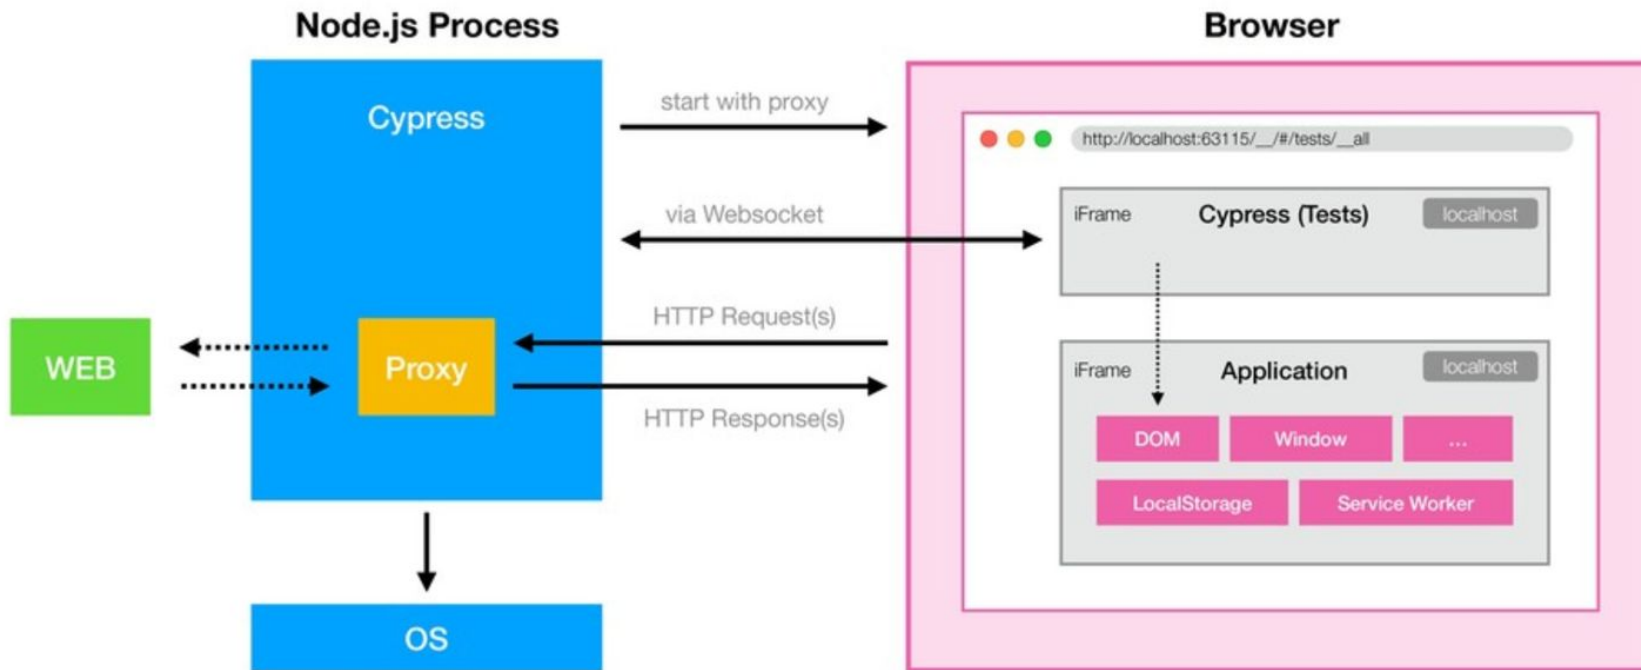 Node.js Process
Browser
Cypress
start with proxy
http://localhost:63115/__/#/tests/__all
via Websocket
iFrame Cypress (Tests) localhost
HTTP Request(s)
WEB
Proxy
iFrame Application localhost
HTTP Response(s)
DOM Window ...
LocalStorage Service Worker
OS